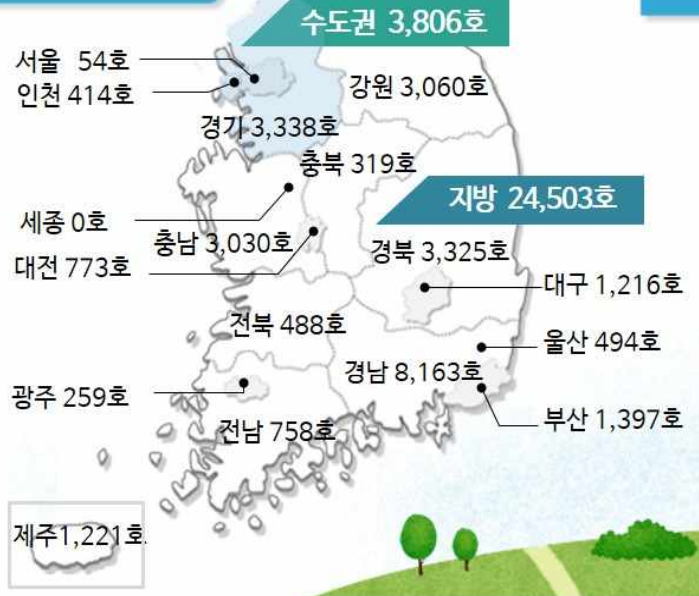 수도권 3,806호
서울 54호
인천 414호
강원 3,060호
경기 3,338호
충북 319호
지방 24,503호
세종 0호
충남 3,030호
경북 3,325호
대전 773호
대구 1,216호
전북 488호
울산 494호
경남 8,163호
광주 259호
부산 1,397호
전남 758호
제주1,221호